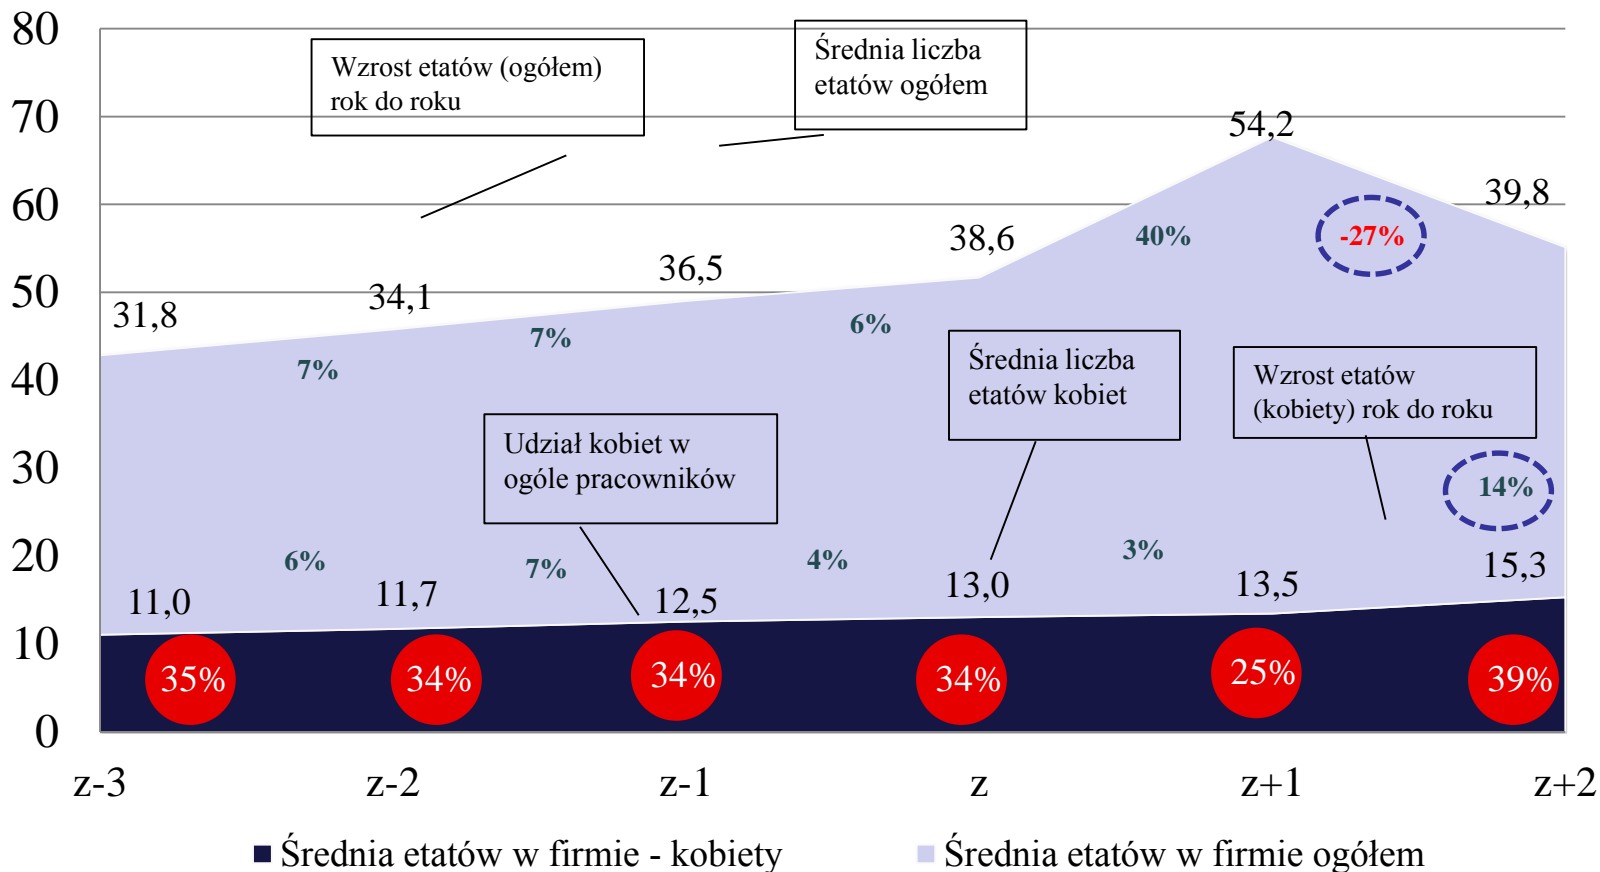 80
70
60
50
40
30
20
10
0
Wzrost etatów (ogółem)
rok do roku
Średnia liczba
etatów ogółem
31,8
34,1
36,5
38,6
54,2
39,8
7%
7%
6%
40%
-27%
Średnia liczba
etatów kobiet
Wzrost etatów
(kobiety) rok do roku
Udział kobiet w
ogóle pracowników
6%
7%
4%
3%
14%
11,0
11,7
12,5
13,0
13,5
15,3
35%
34%
34%
34%
25%
39%
z-3
z-2
z-1
z
z+1
z+2
Średnia etatów w firmie - kobiety
Średnia etatów w firmie ogółem